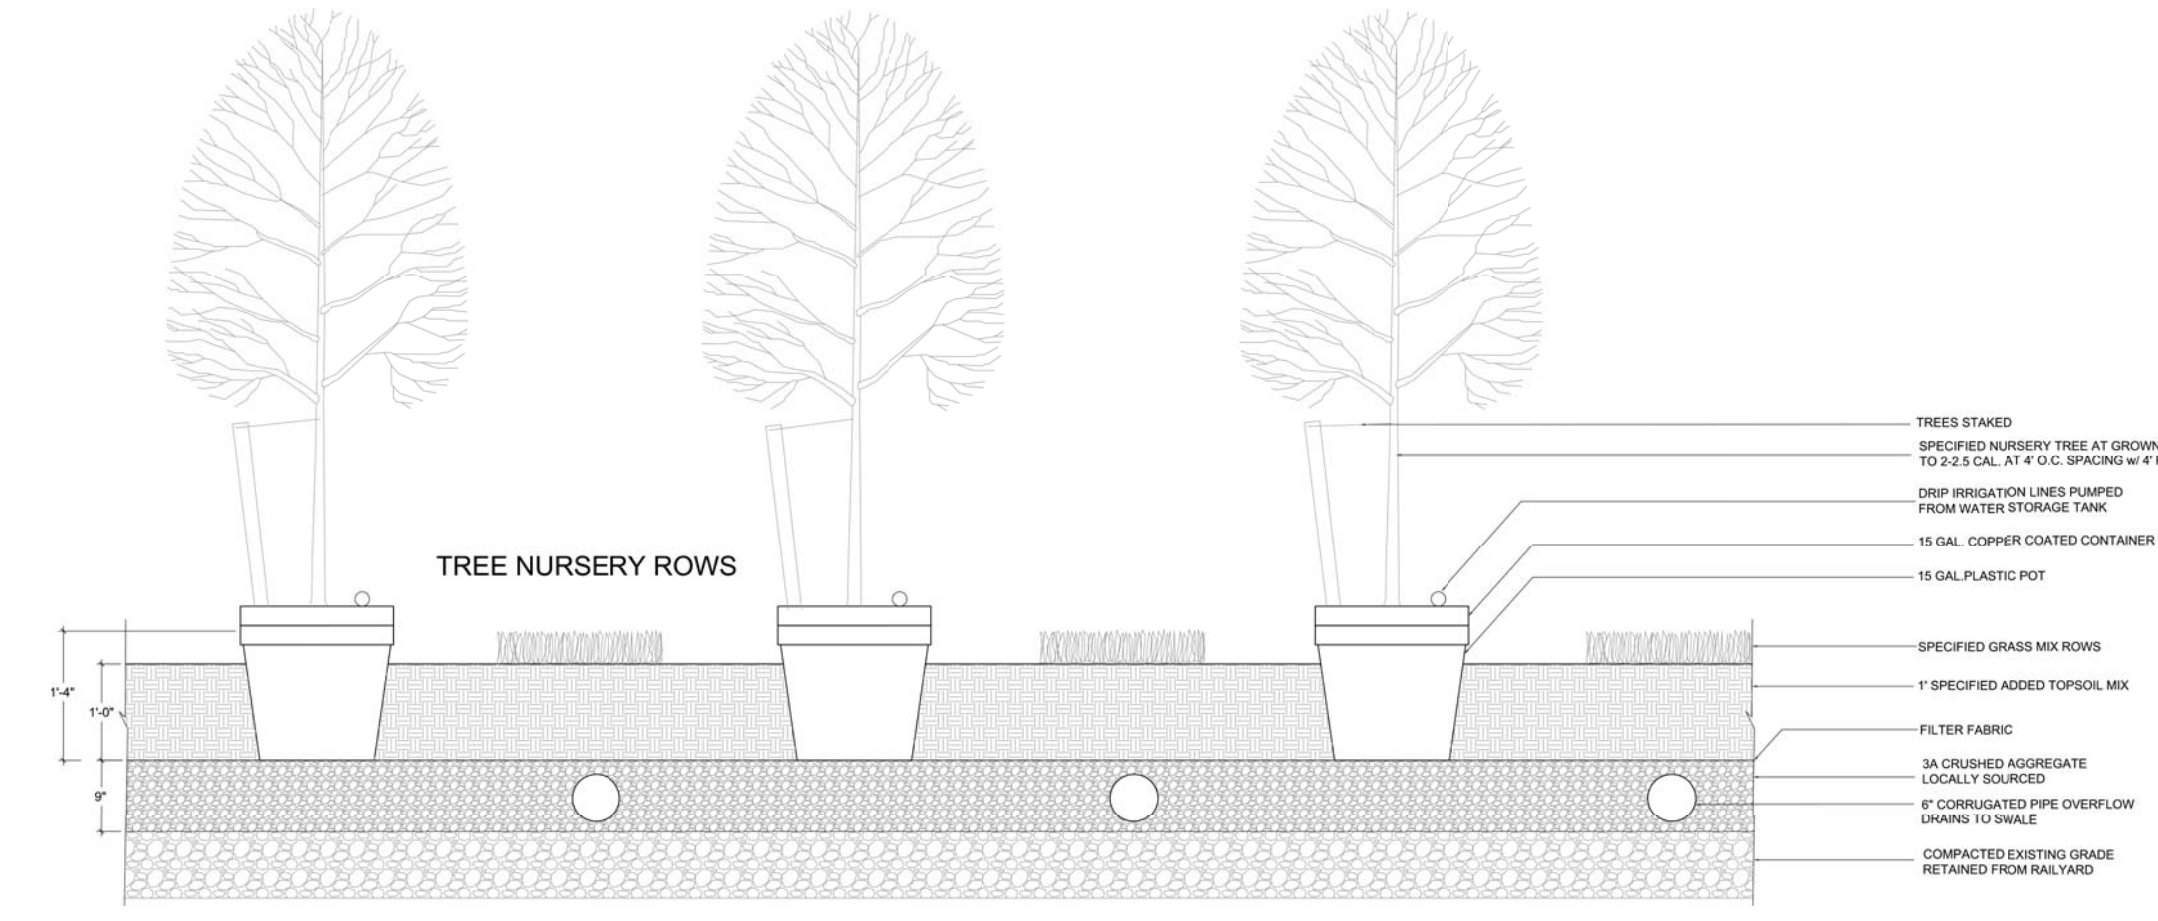 TREES STAKED
SPECIFIED NURSERY TREE AT GROWN
TO 2-2.5 CAL. AT 4' O.C. SPACING w/ 4'
DRIP IRRIGATION LINES PUMPED
FROM WATER STORAGE TANK
15 GAL. COPPER COATED CONTAINER
TREE NURSERY ROWS
15 GAL.PLASTIC POT
SPECIFIED GRASS MIX ROWS
1'-4"
1'-0"
1' SPECIFIED ADDED TOPSOIL MIX
FILTER FABRIC
9"
3A CRUSHED AGGREGATE
LOCALLY SOURCED
6" CORRUGATED PIPE OVERFLOW
DRAINS TO SWALE
COMPACTED EXISTING GRADE
RETAINED FROM RAILYARD